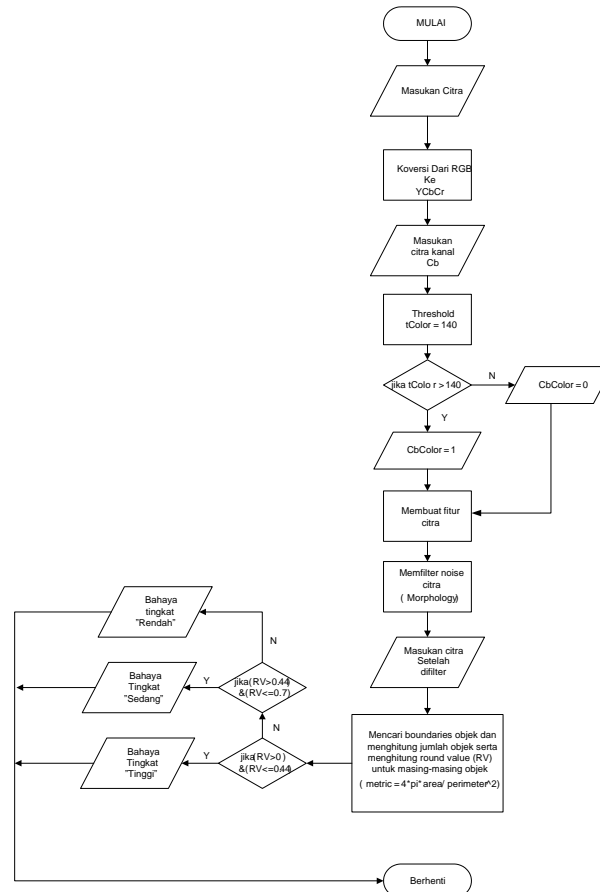 MULAI
Masukan Citra
Koversi Dari RGB
Ke
YCbCr
Masukan
citra kanal
Cb
Threshold
tColor = 140
jika tColo r >140
N
CbColor = 0
Y
CbColor = 1
Membuat fitur
citra
Memfilter noise
citra
( Morphology)
Masukan citra
Setelah
difilter
Mencari boundaries objek dan
menghitung jumlah objek serta
menghitung round value (RV)
untuk masing-masing objek
( metric = 4*pi* area/ perimeter^2)
jika(RV>0)
&(RV<=0.44)
Y
Bahaya
Tingkat
"Tinggi"
N
jika(RV>0.44)
&(RV<=0.7)
Y
Bahaya
Tingkat
"Sedang"
N
Bahaya
tingkat
"Rendah"
Berhenti